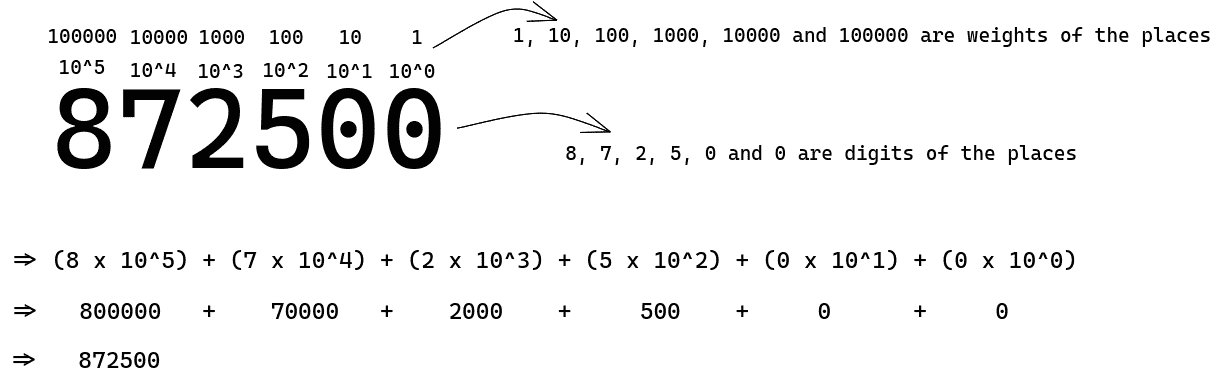 100000 10000 1000 100 10 1
1, 10, 100, 1000, 10000 and 100000 are weights of the places
10^5 10^4 10^3 10^2 10^1 10^0
872500
8, 7, 2, 5, 0 and 0 are digits of the places
⇒ (8 x 10^5) + (7 x 10^4) + (2 x 10^3) + (5 x 10^2) + (0 x 10^1) + (0 x 10^0)
⇒ 800000 + 70000 + 2000 + 500 + 0 + 0
⇒ 872500